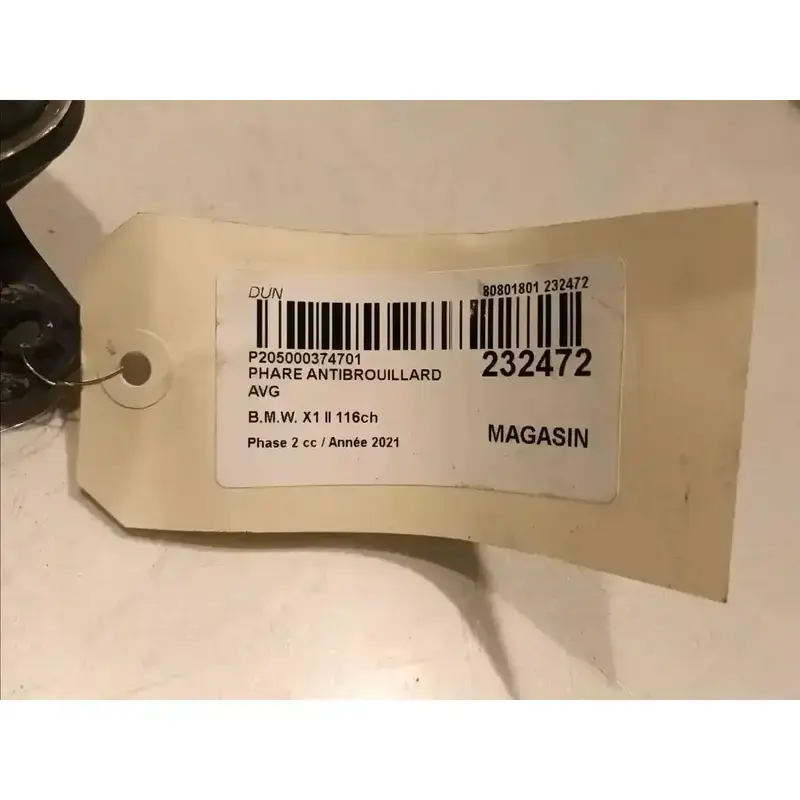 DUN 80801801 232472
P205000374701
PHARE ANTIBROUILLARD 232472
AVG
B.M.W. X1 II 116ch
Phase 2 cc / Année 2021 MAGASIN